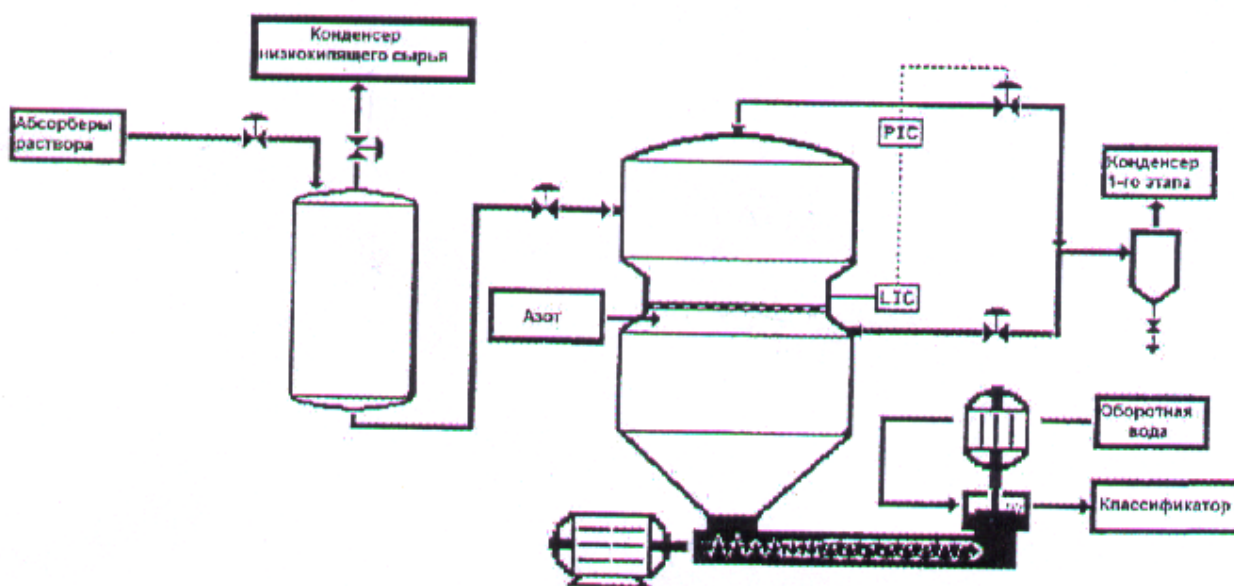 Конденсер
низкокипящего сырья
Абсорберы
раствора
PIC
Конденсер
1-го этапа
LIC
Азот
Оборотная
вода
Классификатор